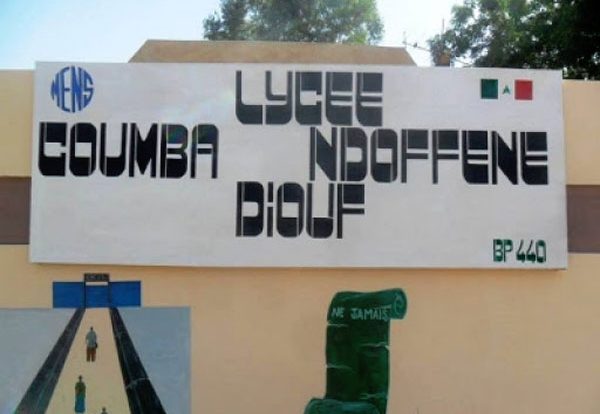 MENS
LYCEE
COUMBA NDOFFENE
DIOUF
A
BP 440
NE JAMAIS